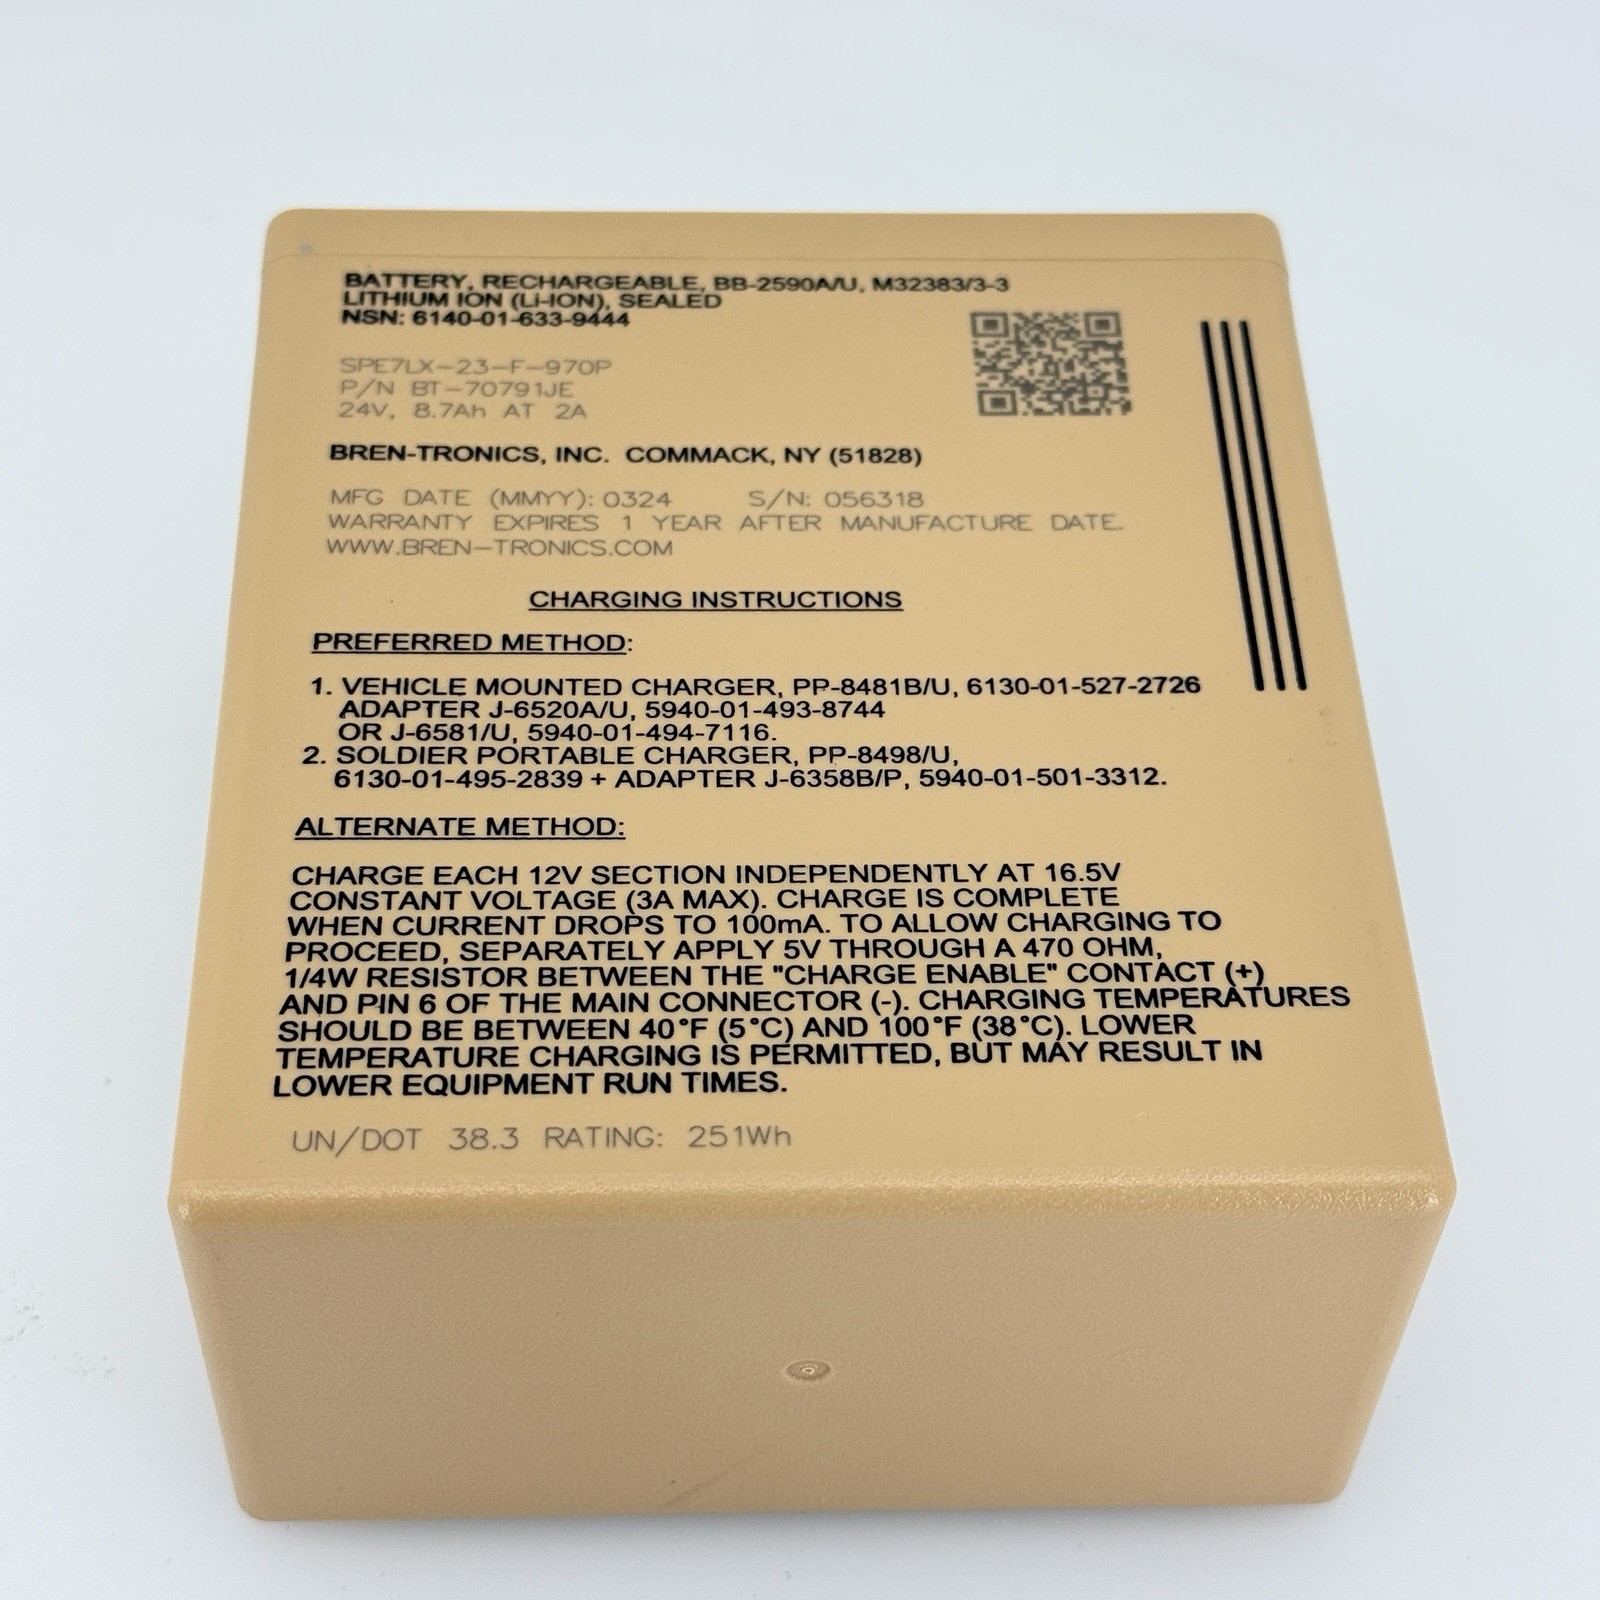 BATTERY, RECHARGEABLE, BB-2590A/U, M32383/3-3
LITHIUM ION (Li-ION), SEALED
NSN: 6140-01-633-9444
SPE7LX-23-F-970P
P/N BT-70791JE
24V, 8.7Ah AT 2A
BREN-TRONICS, INC. COMMACK, NY (51828)
MFG DATE (MMYY): 0324 S/N: 056318
WARRANTY EXPIRES 1 YEAR AFTER MANUFACTURE DATE.
WWW.BREN-TRONICS.COM
CHARGING INSTRUCTIONS
PREFERRED METHOD:
1. VEHICLE MOUNTED CHARGER, PP-8481B/U, 6130-01-527-2726
ADAPTER J-6520A/U, 5940-01-493-8744
OR J-6581/U, 5940-01-494-7116.
2. SOLDIER PORTABLE CHARGER, PP-8498/U,
6130-01-495-2839 + ADAPTER J-6358B/P, 5940-01-501-3312.
ALTERNATE METHOD:
CHARGE EACH 12V SECTION INDEPENDENTLY AT 16.5V
CONSTANT VOLTAGE (3A MAX). CHARGE IS COMPLETE
WHEN CURRENT DROPS TO 100mA. TO ALLOW CHARGING TO
PROCEED, SEPARATELY APPLY 5V THROUGH A 470 OHM,
1/4W RESISTOR BETWEEN THE "CHARGE ENABLE" CONTACT (+)
AND PIN 6 OF THE MAIN CONNECTOR (-). CHARGING TEMPERATURES
SHOULD BE BETWEEN 40°F (5°C) AND 100°F (38°C). LOWER
TEMPERATURE CHARGING IS PERMITTED, BUT MAY RESULT IN
LOWER EQUIPMENT RUN TIMES.
UN/DOT 38.3 RATING: 251Wh